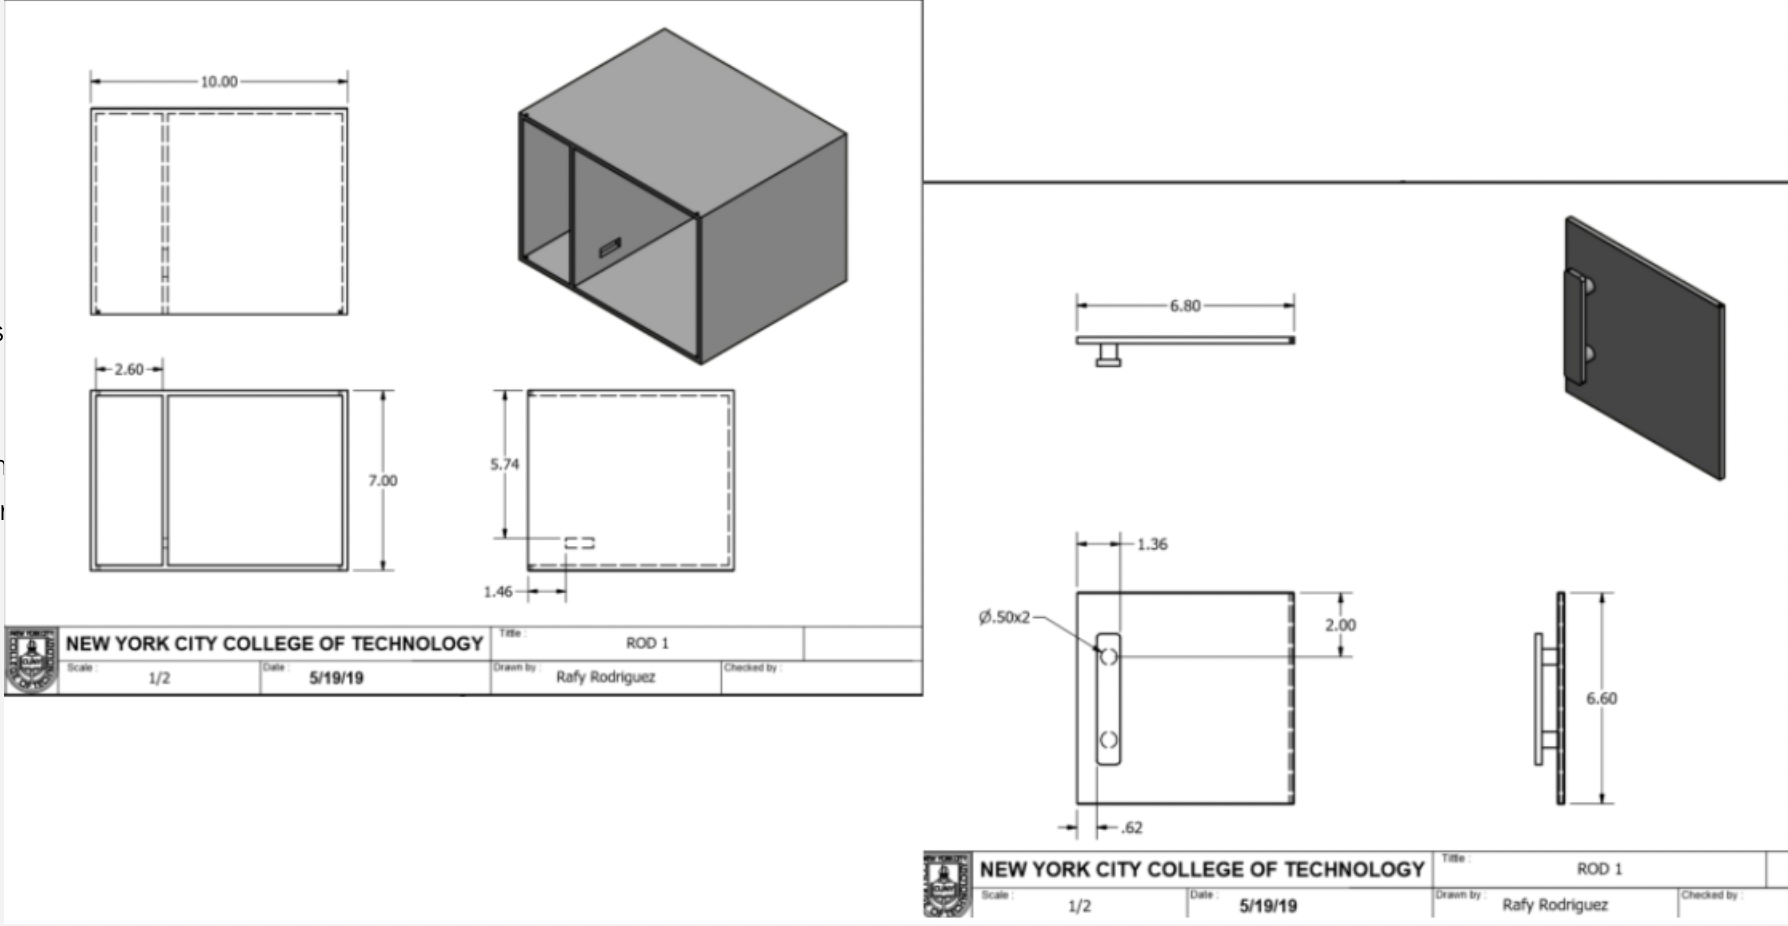 10.00
2.60
7.00
5.74
1.46
NEW YORK CITY COLLEGE OF TECHNOLOGY
Tittle :
ROD 1
Scale :
1/2
Date :
5/19/19
Drawn by :
Rafy Rodriguez
Checked by :
6.80
1.36
Ø.50x2
2.00
6.60
.62
NEW YORK CITY COLLEGE OF TECHNOLOGY
Tittle :
ROD 1
Scale :
1/2
Date :
5/19/19
Drawn by :
Rafy Rodriguez
Checked by :